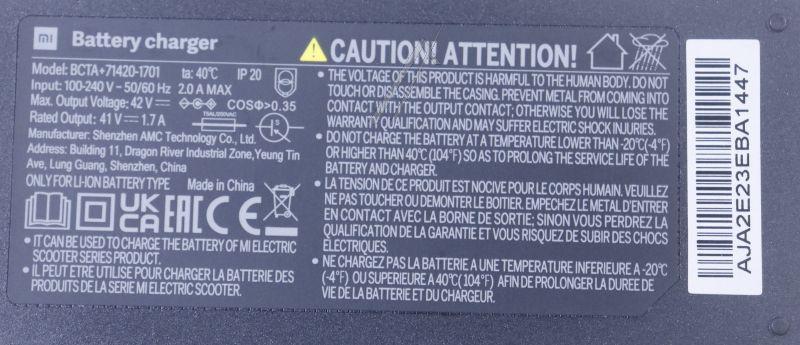 mi Battery charger
Model: BCTA+71420-1701 ta: 40℃ IP 20
Input: 100-240V - 50/60 Hz 2.0 A MAX
Max. Output Voltage: 42 V COSΦ>0.35
Rated Output: 41 V 1.7 A T5AL/250VAC
Manufacturer: Shenzhen AMC Technology Co., Ltd.
Address: Building 11, Dragon River Industrial Zone,Yeung Tin
Ave, Lung Guang, Shenzhen, China
ONLY FOR LI-ION BATTERY TYPE Made in China
UK
CA EAC CE
• IT CAN BE USED TO CHARGE THE BATTERY OF MI ELECTRIC
SCOOTER SERIES PRODUCT.
• IL PEUT ETRE UTILISE POUR CHARGER LA BATTERIE DES
PRODUITS DE LA SERIE MI ELECTRIC SCOOTER.
CAUTION! ATTENTION!
• THE VOLTAGE OF THIS PRODUCT IS HARMFUL TO THE HUMAN BODY. DO NOT
TOUCH OR DISASSEMBLE THE CASING. PREVENT METAL FROM COMING INTO
CONTACT WITH THE OUTPUT CONTACT; OTHERWISE YOU WILL LOSE THE
WARRANTY QUALIFICATION AND MAY SUFFER ELECTRIC SHOCK INJURIES.
• DO NOT CHARGE THE BATTERY AT A TEMPERATURE LOWER THAN -20℃(-4°F)
OR HIGHER THAN 40℃ (104°F) SO AS TO PROLONG THE SERVICE LIFE OF THE
BATTERY AND CHARGER.
• LA TENSION DE CE PRODUIT EST NOCIVE POUR LE CORPS HUMAIN. VEUILLEZ
NE PAS TOUCHER OU DEMONTER LE BOITIER. EMPECHEZ LE METAL D'ENTRER
EN CONTACT AVEC LA BORNE DE SORTIE; SINON VOUS PERDREZ LA
QUALIFICATION DE LA GARANTIE ET VOUS RISQUEZ DE SUBIR DES CHOCS
ÉLECTRIQUES.
• NE CHARGEZ PAS LA BATTERIE A UNE TEMPERATURE INFERIEURE A -20℃
(-4°F) OU SUPERIEURE A 40℃ (104°F) AFIN DE PROLONGER LA DUREE DE
VIE DE LA BATTERIE ET DU CHARGEUR.
AJA2E23EBA1447